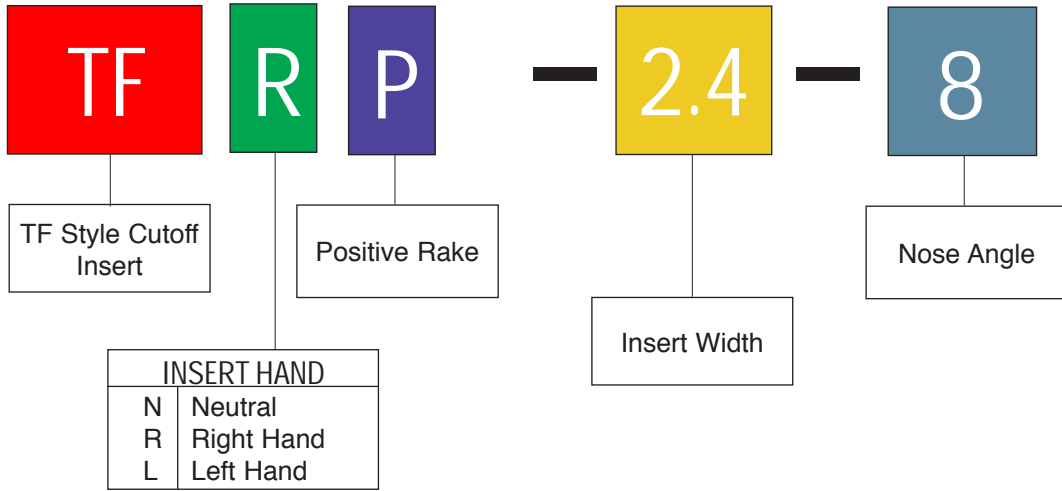 TF R P – 2.4 – 8
TF Style Cutoff
Insert
Positive Rake
Nose Angle
Insert Width
INSERT HAND
N Neutral
R Right Hand
L Left Hand